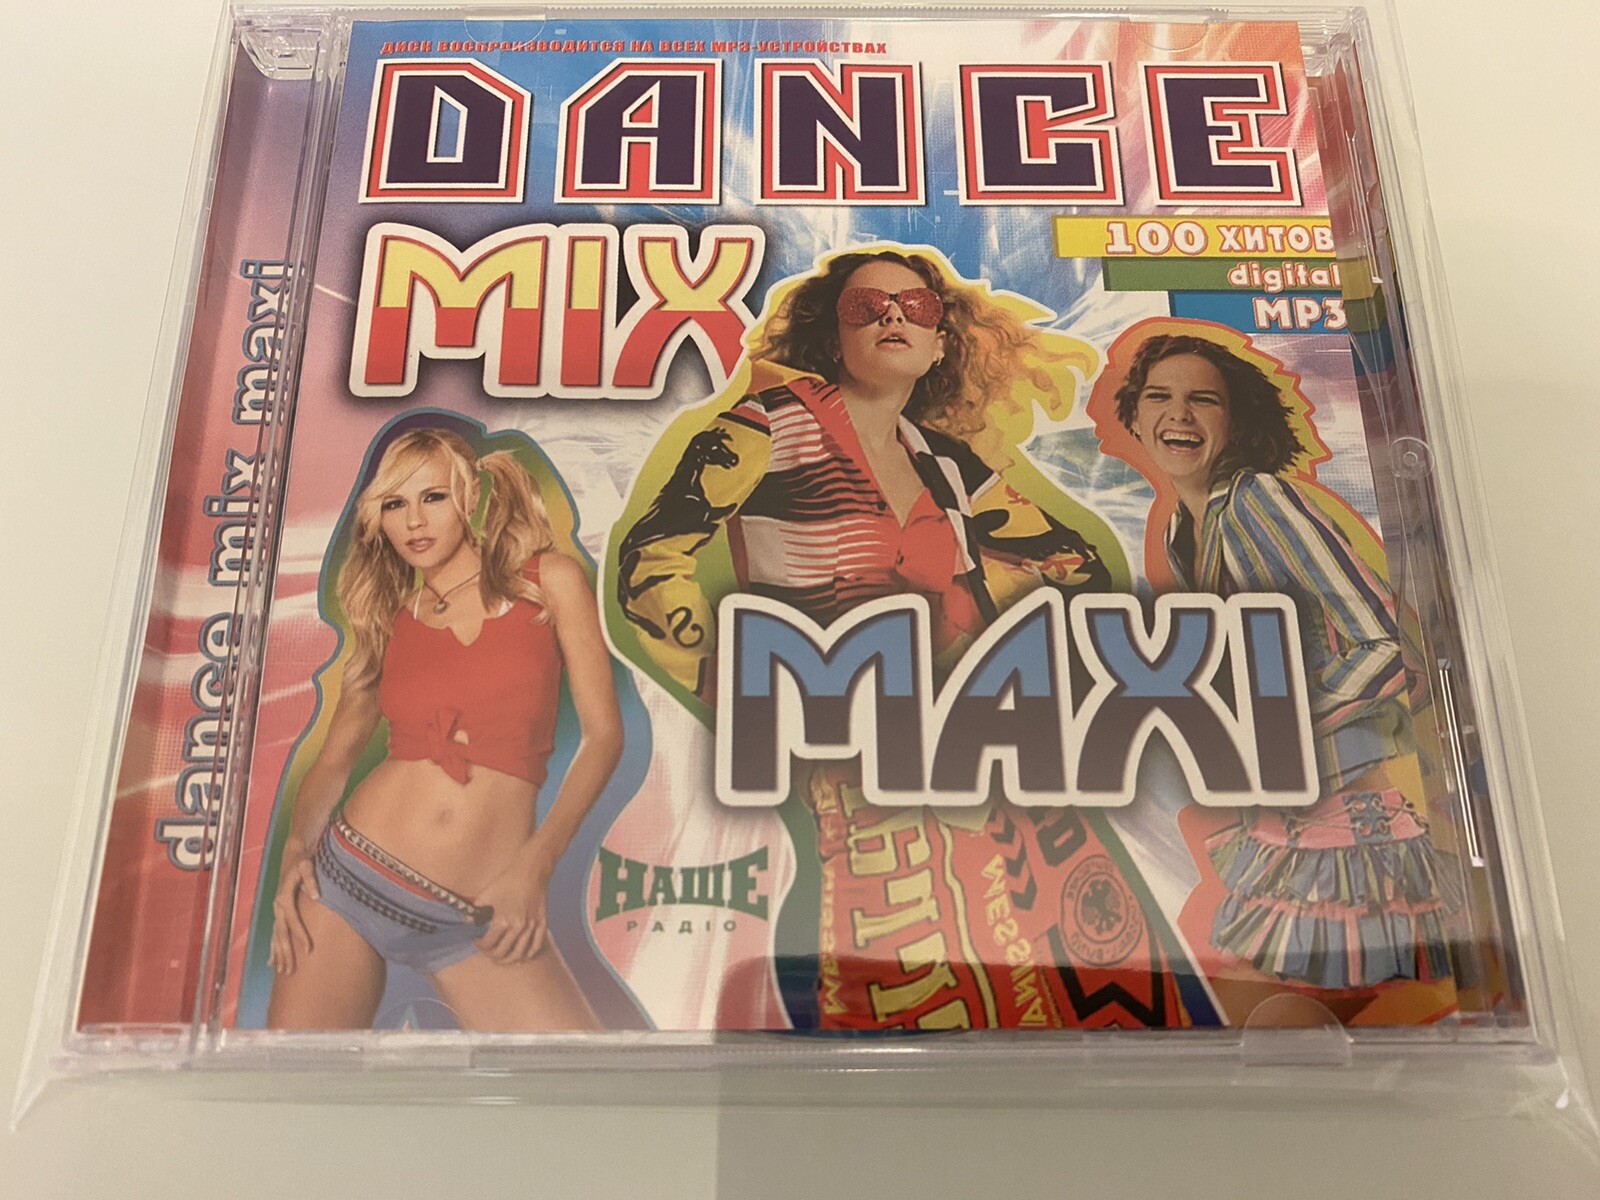 ДИСК ВОСПРОИЗВОДИТСЯ НА ВСЕХ MP3-УСТРОЙСТВАХ
DANCE
MIX
100 ХИТОВ
digital
MP3
MAXI
НАШЕ
РАДІО
dance mix maxi